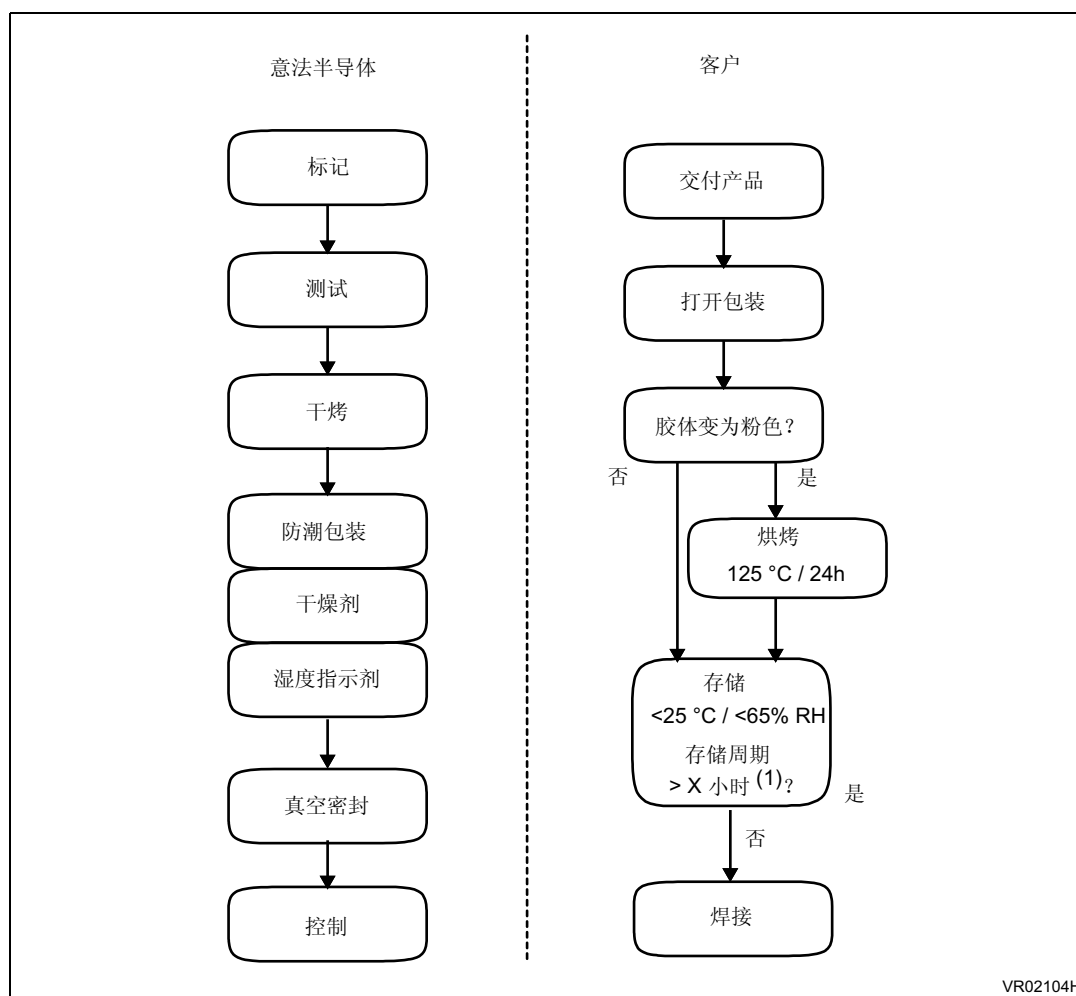 意法半导体
标记
测试
干烤
防潮包装
干燥剂
湿度指示剂
真空密封
控制
客户
交付产品
打开包装
胶体变为粉色？
否
是
烘烤
125 °C / 24h
存储
<25 °C / <65% RH
存储周期
> X 小时 (1)？
是
否
焊接
VR02104H